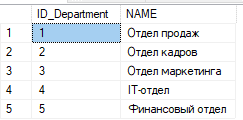 ID_Department NAME
1 1 Отдел продаж
2 2 Отдел кадров
3 3 Отдел маркетинга
4 4 IT-отдел
5 5 Финансовый отдел